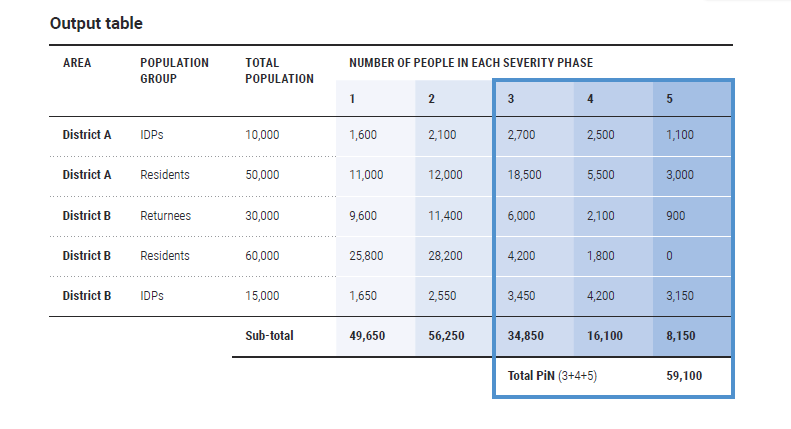 Output table
AREA POPULATION GROUP TOTAL POPULATION NUMBER OF PEOPLE IN EACH SEVERITY PHASE
1 2 3 4 5
District A IDPs 10,000 1,600 2,100 2,700 2,500 1,100
District A Residents 50,000 11,000 12,000 18,500 5,500 3,000
District B Returnees 30,000 9,600 11,400 6,000 2,100 900
District B Residents 60,000 25,800 28,200 4,200 1,800 0
District B IDPs 15,000 1,650 2,550 3,450 4,200 3,150
Sub-total 49,650 56,250 34,850 16,100 8,150
Total PiN (3+4+5) 59,100